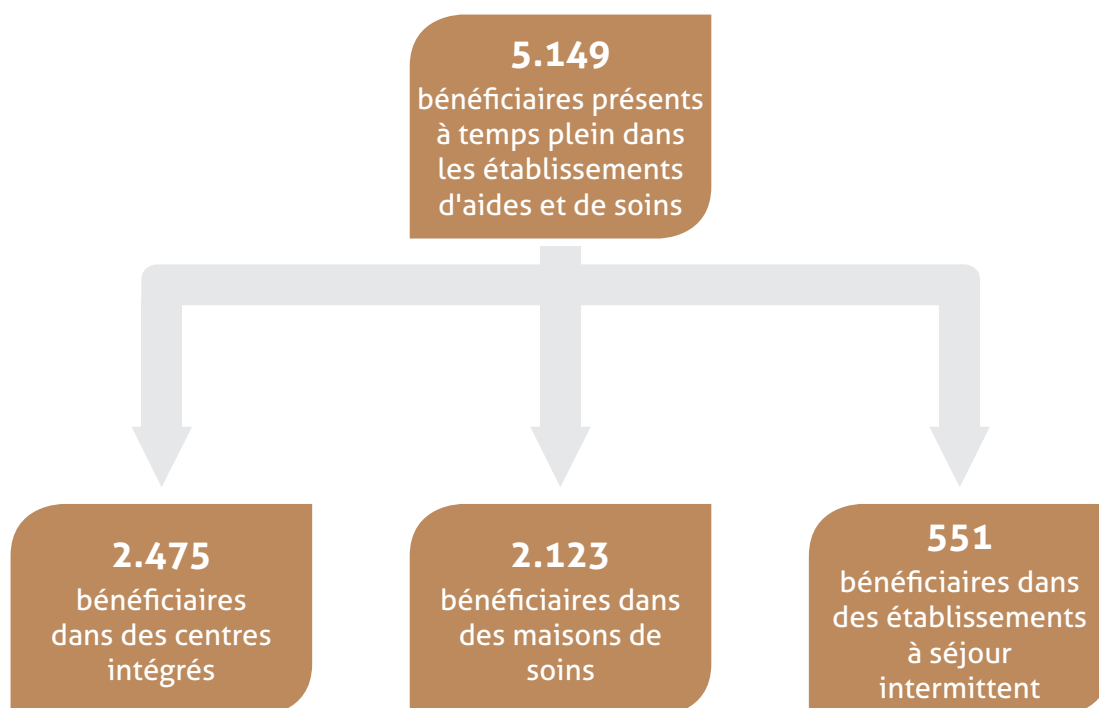 5.149
bénéficiaires présents
à temps plein dans
les établissements
d'aides et de soins
2.475
bénéficiaires
dans des centres
intégrés
2.123
bénéficiaires dans
des maisons de
soins
551
bénéficiaires dans
des établissements
à séjour
intermittent